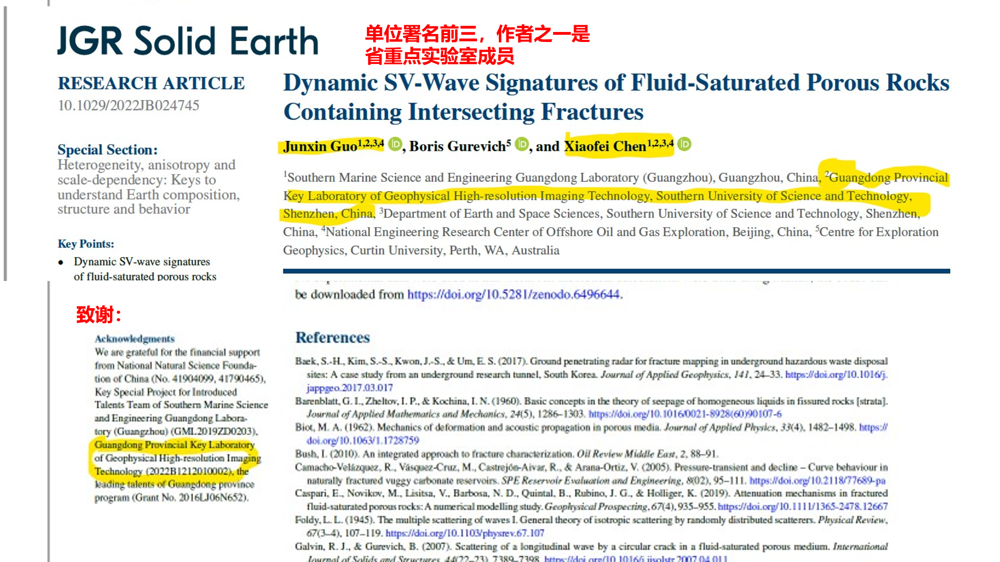 JGR Solid Earth
单位署名前三，作者之一是
省重点实验室成员
RESEARCH ARTICLE
10.1029/2022JB024745
Special Section:
Heterogeneity, anisotropy and
scale-dependency: Keys to
understand Earth composition,
structure and behavior
Key Points:
• Dynamic SV-wave signatures
of fluid-saturated porous rocks
Dynamic SV-Wave Signatures of Fluid-Saturated Porous Rocks
Containing Intersecting Fractures
Junxin Guo1,2,3,4 iD, Boris Gurevich5 iD, and Xiaofei Chen1,2,3,4 iD
1Southern Marine Science and Engineering Guangdong Laboratory (Guangzhou), Guangzhou, China, 2Guangdong Provincial
Key Laboratory of Geophysical High-resolution Imaging Technology, Southern University of Science and Technology,
Shenzhen, China, 3Department of Earth and Space Sciences, Southern University of Science and Technology, Shenzhen,
China, 4National Engineering Research Center of Offshore Oil and Gas Exploration, Beijing, China, 5Centre for Exploration
Geophysics, Curtin University, Perth, WA, Australia
be downloaded from https://doi.org/10.5281/zenodo.6496644.
致谢：
Acknowledgments
We are grateful for the financial support
from National Natural Science Founda-
tion of China (No. 41904099, 41790465),
Key Special Project for Introduced
Talents Team of Southern Marine Science
and Engineering Guangdong Labora-
tory (Guangzhou) (GML2019ZD0203),
Guangdong Provincial Key Laboratory
of Geophysical High-resolution Imaging
Technology (2022B1212010002), the
leading talents of Guangdong province
program (Grant No. 2016LJ06N652).
References
Baek, S.-H., Kim, S.-S., Kwon, J.-S., & Um, E. S. (2017). Ground penetrating radar for fracture mapping in underground hazardous waste disposal
sites: A case study from an underground research tunnel, South Korea. Journal of Applied Geophysics, 141, 24–33. https://doi.org/10.1016/j.
jappgeo.2017.03.017
Barenblatt, G. I., Zheltov, I. P., & Kochina, I. N. (1960). Basic concepts in the theory of seepage of homogeneous liquids in fissured rocks [strata].
Journal of Applied Mathematics and Mechanics, 24(5), 1286–1303. https://doi.org/10.1016/0021-8928(60)90107-6
Biot, M. A. (1962). Mechanics of deformation and acoustic propagation in porous media. Journal of Applied Physics, 33(4), 1482–1498. https://
doi.org/10.1063/1.1728759
Bush, I. (2010). An integrated approach to fracture characterization. Oil Review Middle East, 2, 88–91.
Camacho-Velázquez, R., Vásquez-Cruz, M., Castrejón-Aivar, R., & Arana-Ortiz, V. (2005). Pressure-transient and decline – Curve behaviour in
naturally fractured vuggy carbonate reservoirs. SPE Reservoir Evaluation and Engineering, 8(02), 95–111. https://doi.org/10.2118/77689-pa
Caspari, E., Novikov, M., Lisitsa, V., Barbosa, N. D., Quintal, B., Rubino, J. G., & Holliger, K. (2019). Attenuation mechanisms in fractured
fluid-saturated porous rocks: A numerical modelling study. Geophysical Prospecting, 67(4), 935–955. https://doi.org/10.1111/1365-2478.12667
Foldy, L. L. (1945). The multiple scattering of waves I. General theory of isotropic scattering by randomly distributed scatterers. Physical Review,
67(3–4), 107–119. https://doi.org/10.1103/physrev.67.107
Galvin, R. J., & Gurevich, B. (2007). Scattering of a longitudinal wave by a circular crack in a fluid-saturated porous medium. International
Journal of Solids and Structures, 44(22–23), 7389–7398. https://doi.org/10.1016/j.ijsolstr.2007.04.011